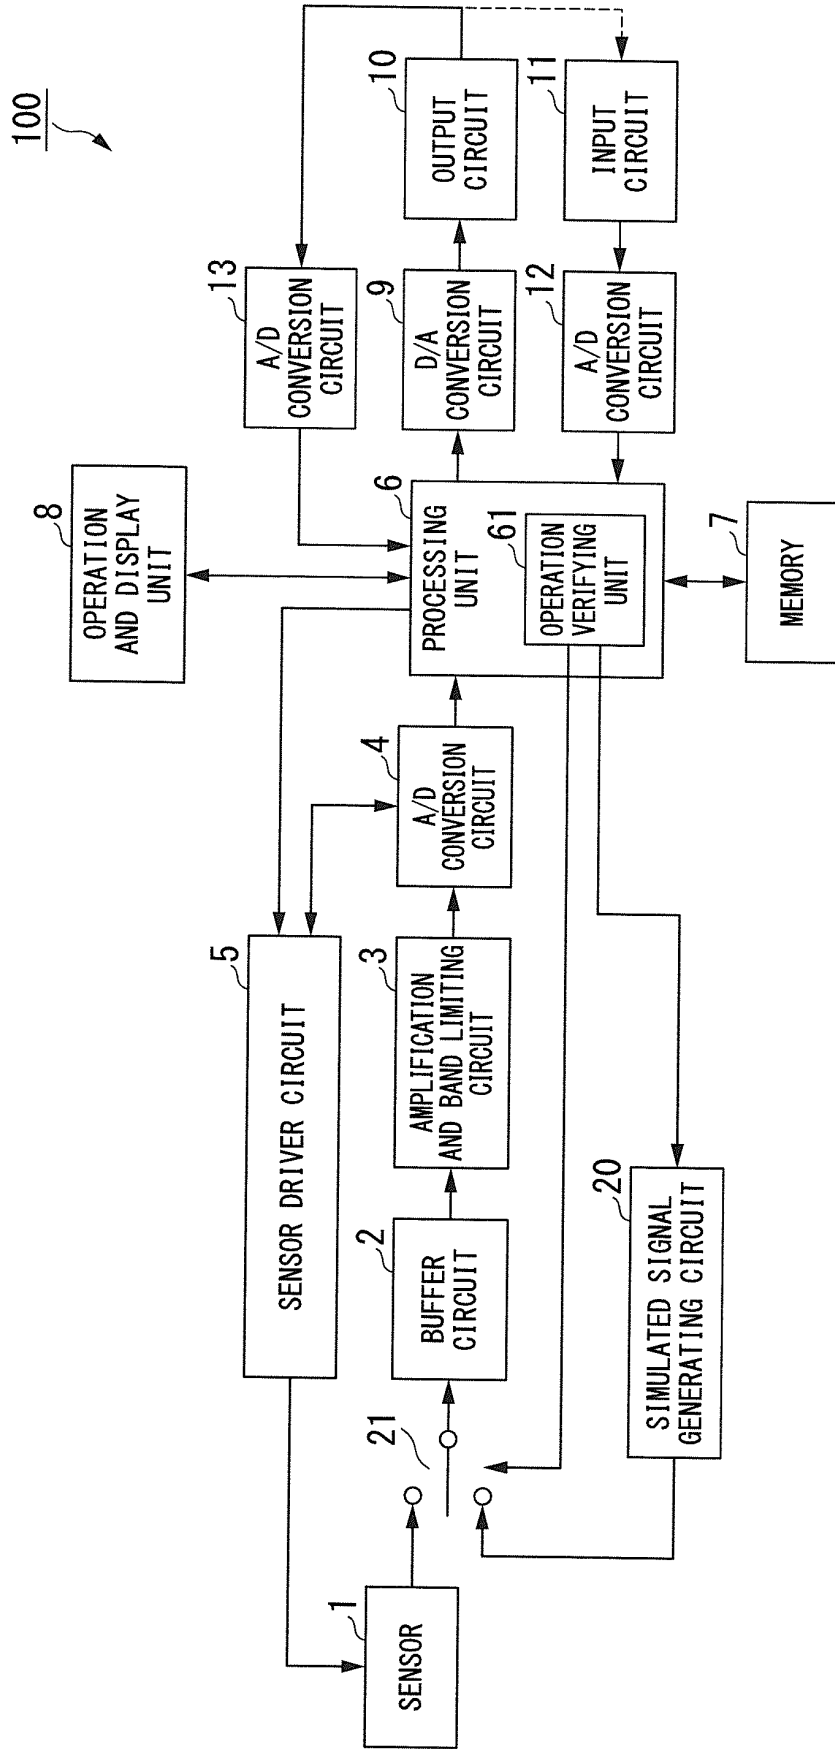 100
8
OPERATION
AND DISPLAY
UNIT
5
SENSOR DRIVER CIRCUIT
13
A/D
CONVERSION
CIRCUIT
1
SENSOR
21
2
BUFFER
CIRCUIT
3
AMPLIFICATION
AND BAND LIMITING
CIRCUIT
4
A/D
CONVERSION
CIRCUIT
6
PROCESSING
UNIT
61
OPERATION
VERIFYING
UNIT
9
D/A
CONVERSION
CIRCUIT
10
OUTPUT
CIRCUIT
12
A/D
CONVERSION
CIRCUIT
11
INPUT
CIRCUIT
20
SIMULATED SIGNAL
GENERATING CIRCUIT
7
MEMORY